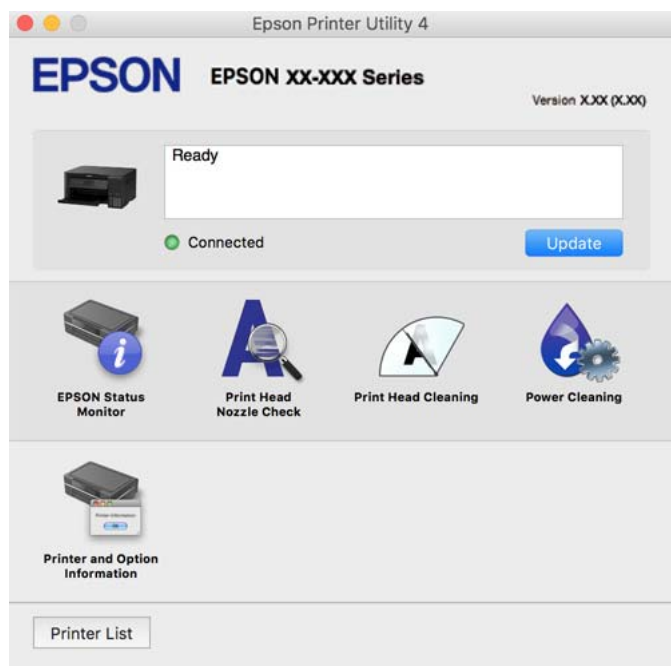 Epson Printer Utility 4
EPSON
EPSON XX-XXX Series
Version X.XX (X.XX)
Ready
Connected
Update
EPSON Status
Monitor
Print Head
Nozzle Check
Print Head Cleaning
Power Cleaning
Printer and Option
Information
Printer List